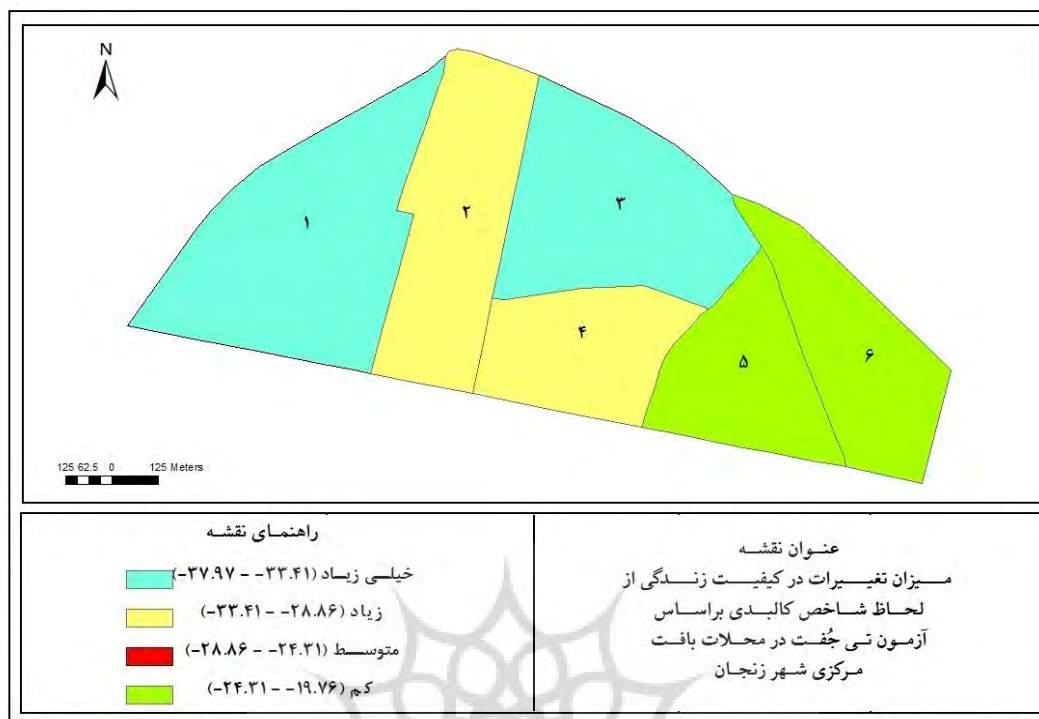 N
۱
۲
۳
۴
۵
۶
125 62.5 0 125 Meters
عنوان نقشه
میزان تغییرات در کیفیت زندگی از
لحاظ شاخص کالبدی براساس
آزمون تی جُفت در محلات بافت
مرکزی شهر زنجان
راهنمای نقشه
خیلی زیاد (-۳۷.۹۷ - -۳۳.۴۱)
زیاد (-۳۳.۴۱ - -۲۸.۸۶)
متوسط (-۲۸.۸۶ - -۲۴.۳۱)
کم (-۲۴.۳۱ - -۱۹.۷۶)